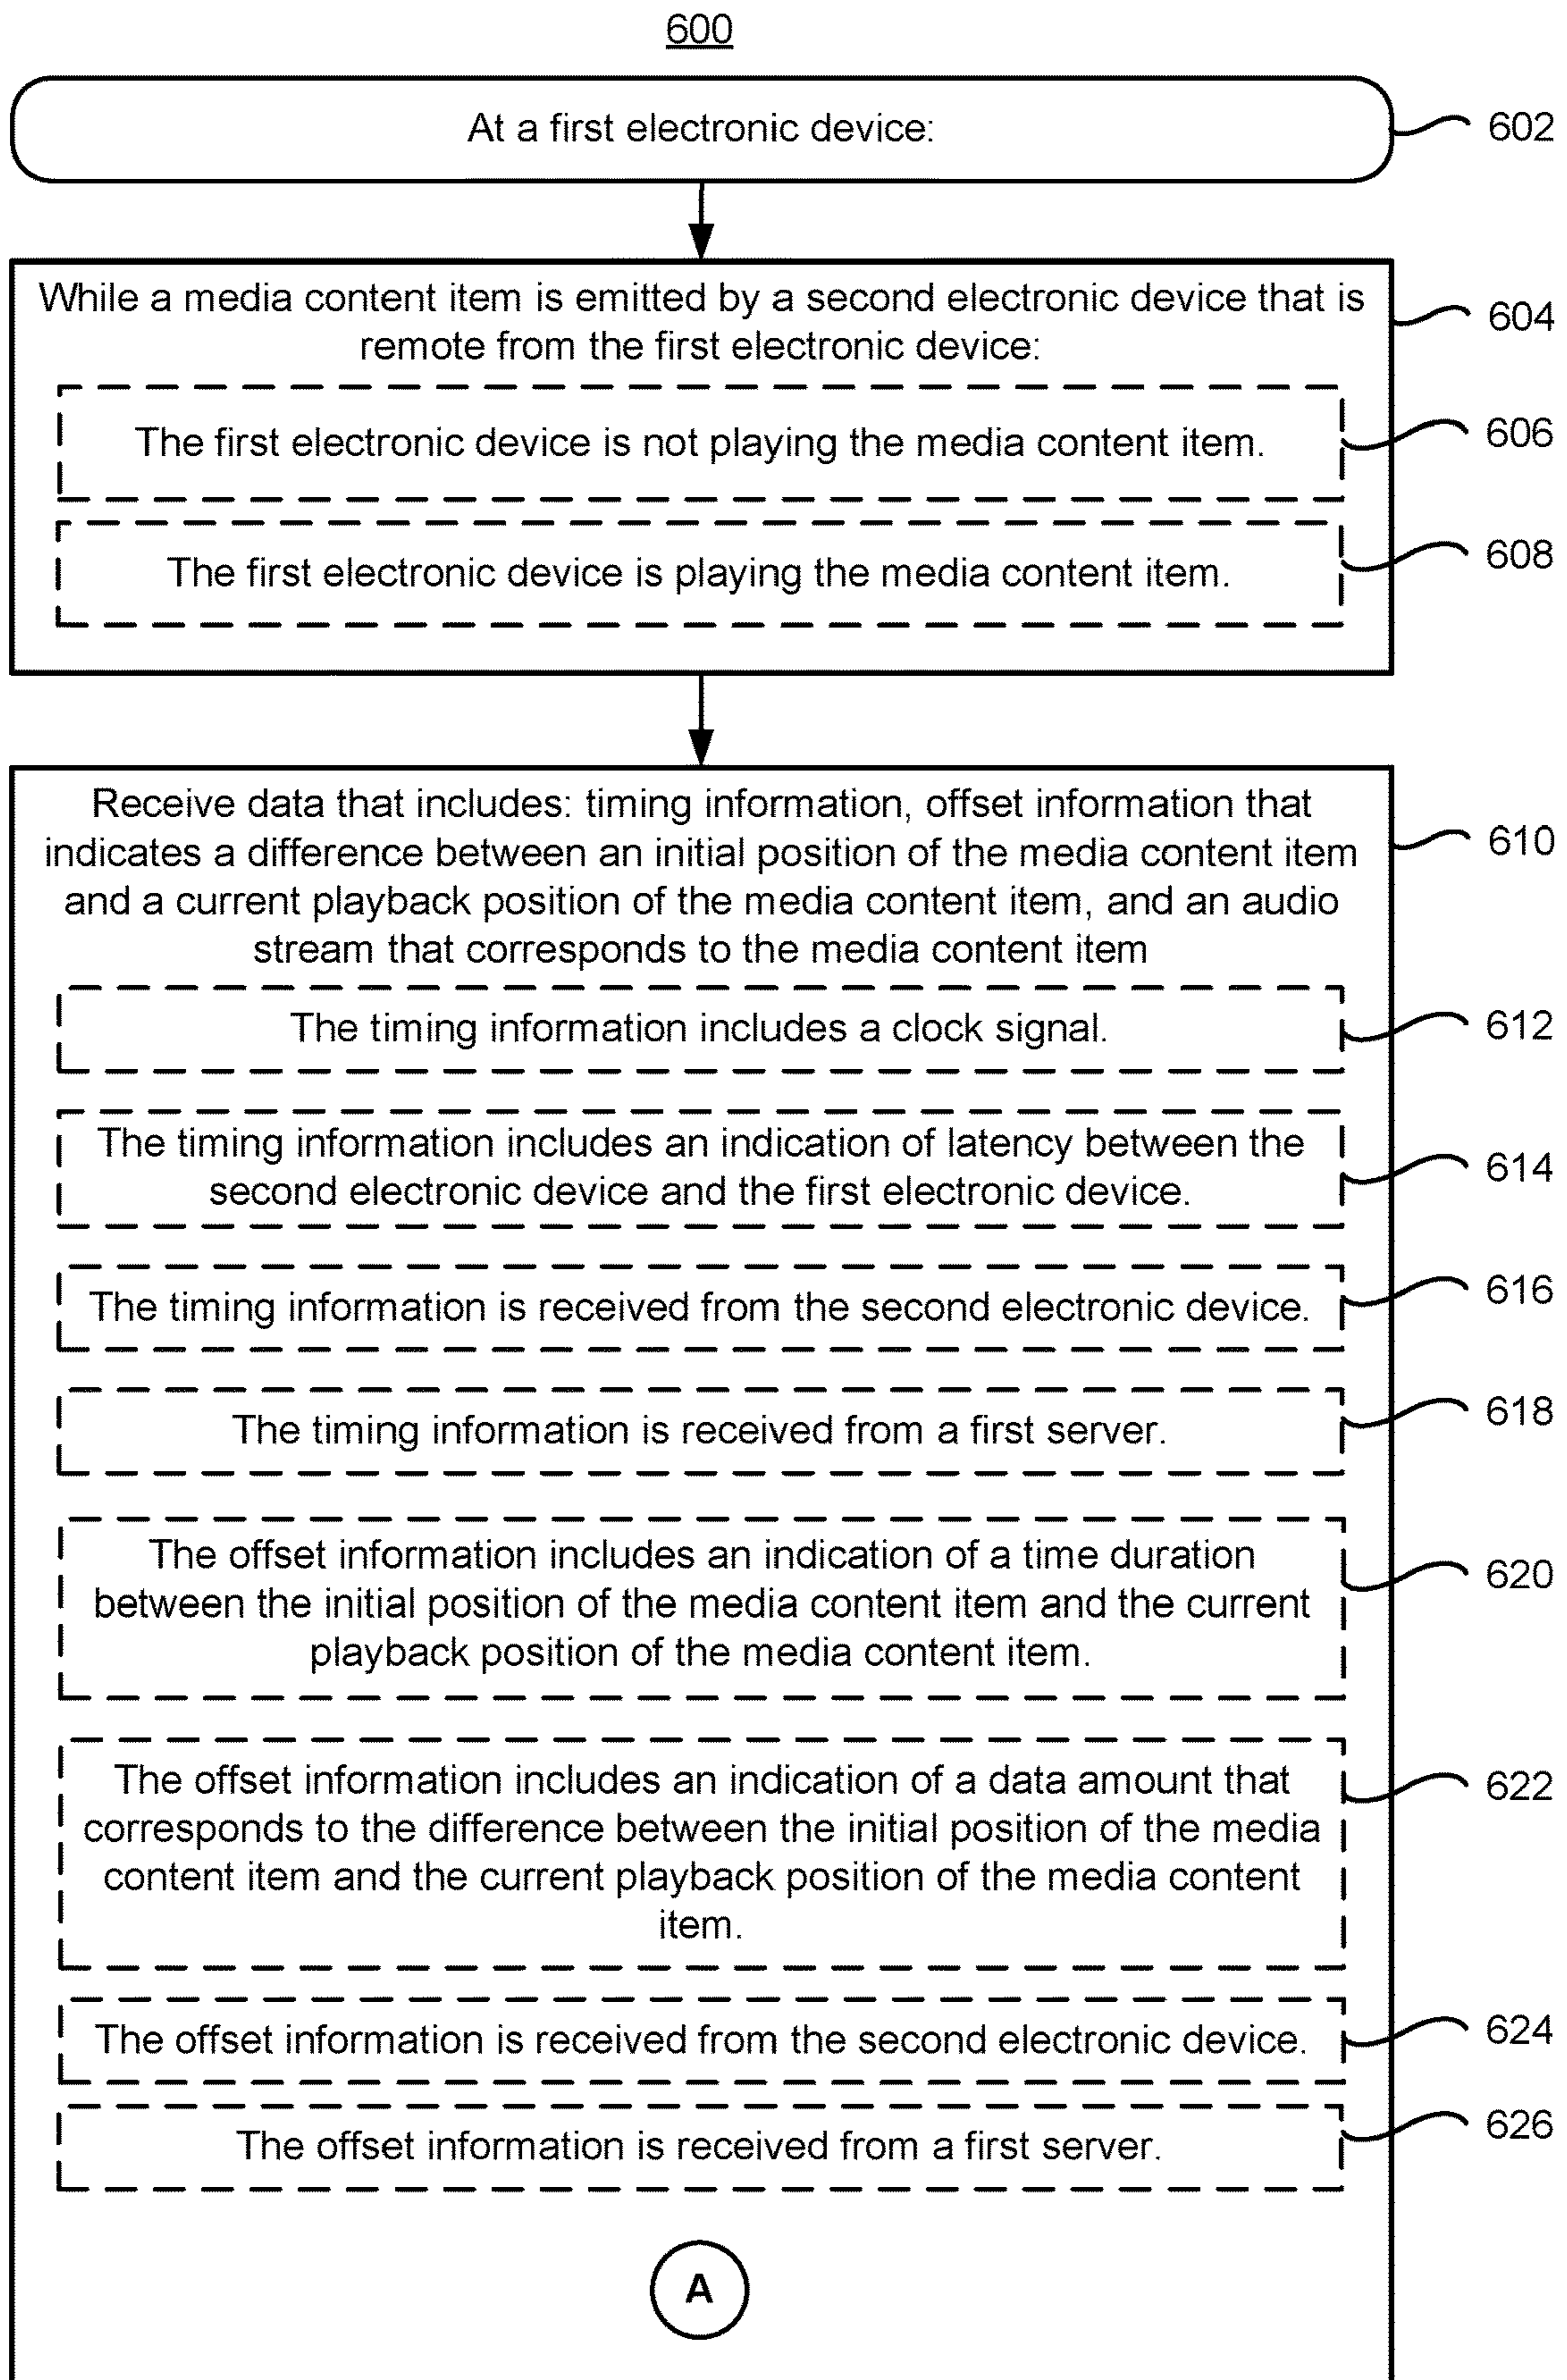 600
At a first electronic device:
602
While a media content item is emitted by a second electronic device that is
remote from the first electronic device:
604
The first electronic device is not playing the media content item.
606
The first electronic device is playing the media content item.
608
Receive data that includes: timing information, offset information that
indicates a difference between an initial position of the media content item
and a current playback position of the media content item, and an audio
stream that corresponds to the media content item
610
The timing information includes a clock signal.
612
The timing information includes an indication of latency between the
second electronic device and the first electronic device.
614
The timing information is received from the second electronic device.
616
The timing information is received from a first server.
618
The offset information includes an indication of a time duration
between the initial position of the media content item and the current
playback position of the media content item.
620
The offset information includes an indication of a data amount that
corresponds to the difference between the initial position of the media
content item and the current playback position of the media content
item.
622
The offset information is received from the second electronic device.
624
The offset information is received from a first server.
626
A